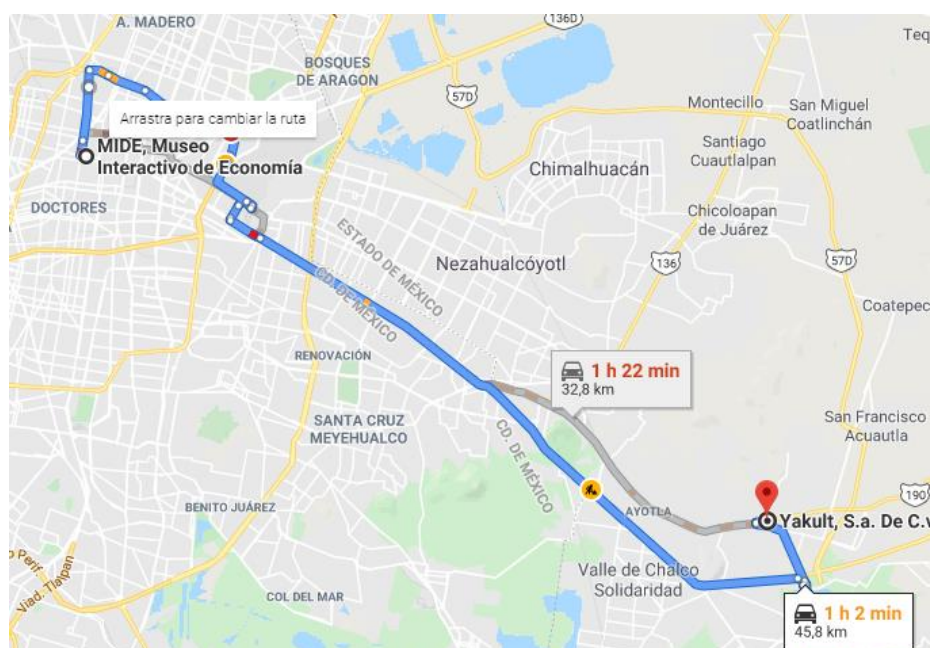 A. MADERO
136D
Teq
BOSQUES
DE ARAGON
57D
Montecillo
San Miguel
Coatlinchán
Arrastra para cambiar la ruta
Santiago
Cuautlalpan
MIDE, Museo
Interactivo de Economía
Chimalhuacán
DOCTORES
Chicoloapan
de Juárez
ESTADO DE MÉXICO
CD. DE MÉXICO
Nezahualcóyotl
136
57D
Coatepec
RENOVACIÓN
1 h 22 min
32,8 km
SANTA CRUZ
MEYEHUALCO
San Francisco
Acuautla
CD. DE MÉXICO
190
BENITO JUÁREZ
AYOTLA
Yakult, S.a. De C.v
Perif
Viad. Tlalpan
Valle de Chalco
Solidaridad
COL DEL MAR
1 h 2 min
45,8 km